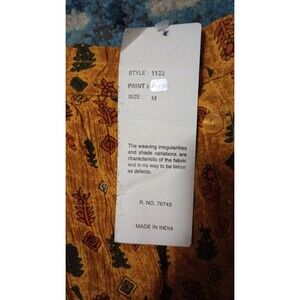 STYLE : 1122
PRINT :
SIZE : M
The weaving irregularities
and shade variations are
characteristic of the fabric
and in no way to be taken
as defects.
R. NO. 76743
MADE IN INDIA